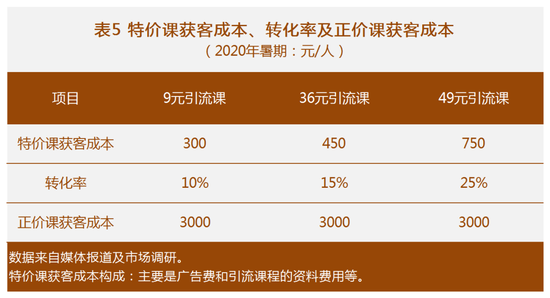 表5 特价课获客成本、转化率及正价课获客成本
（2020年暑期：元/人）
项目 9元引流课 36元引流课 49元引流课
特价课获客成本 300 450 750
转化率 10% 15% 25%
正价课获客成本 3000 3000 3000
数据来自媒体报道及市场调研。
特价课获客成本构成：主要是广告费和引流课程的资料费用等。